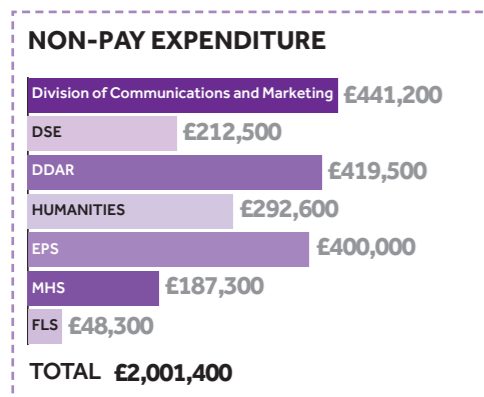 NON-PAY EXPENDITURE
Division of Communications and Marketing £441,200
DSE £212,500
DDAR £419,500
HUMANITIES £292,600
EPS £400,000
MHS £187,300
FLS £48,300
TOTAL £2,001,400